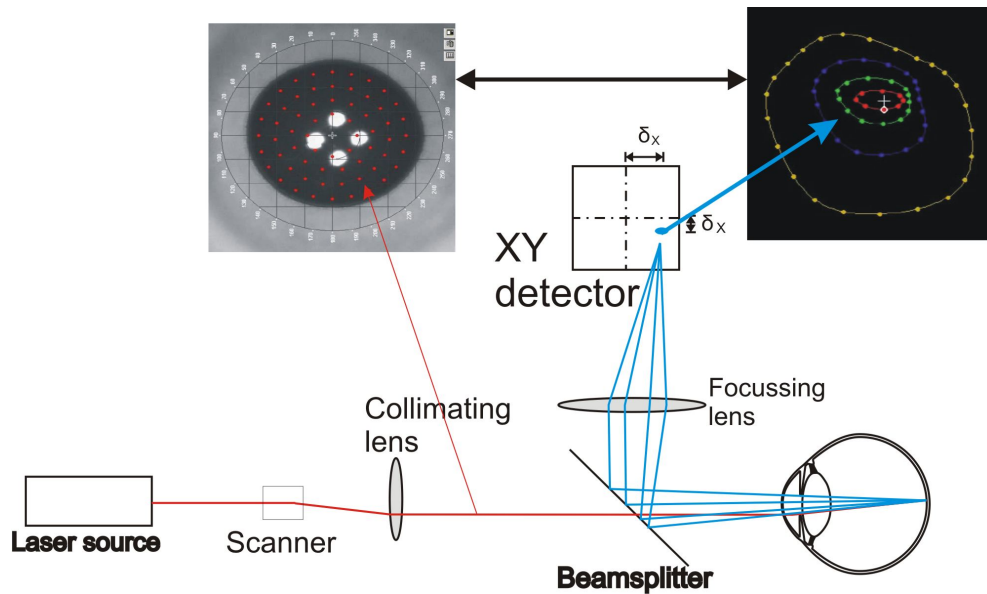 δx
δx
XY
detector
Focussing
lens
Collimating
lens
Laser source
Scanner
Beamsplitter